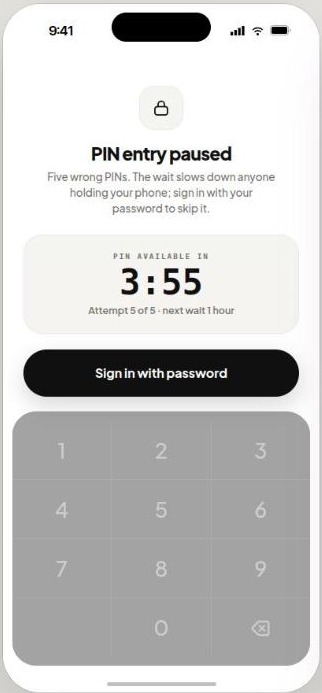 9:41
PIN entry paused
Five wrong PINs. The wait slows down anyone
holding your phone; sign in with your
password to skip it.
PIN AVAILABLE IN
3:55
Attempt 5 of 5 · next wait 1 hour
Sign in with password
1 2 3
4 5 6
7 8 9
0